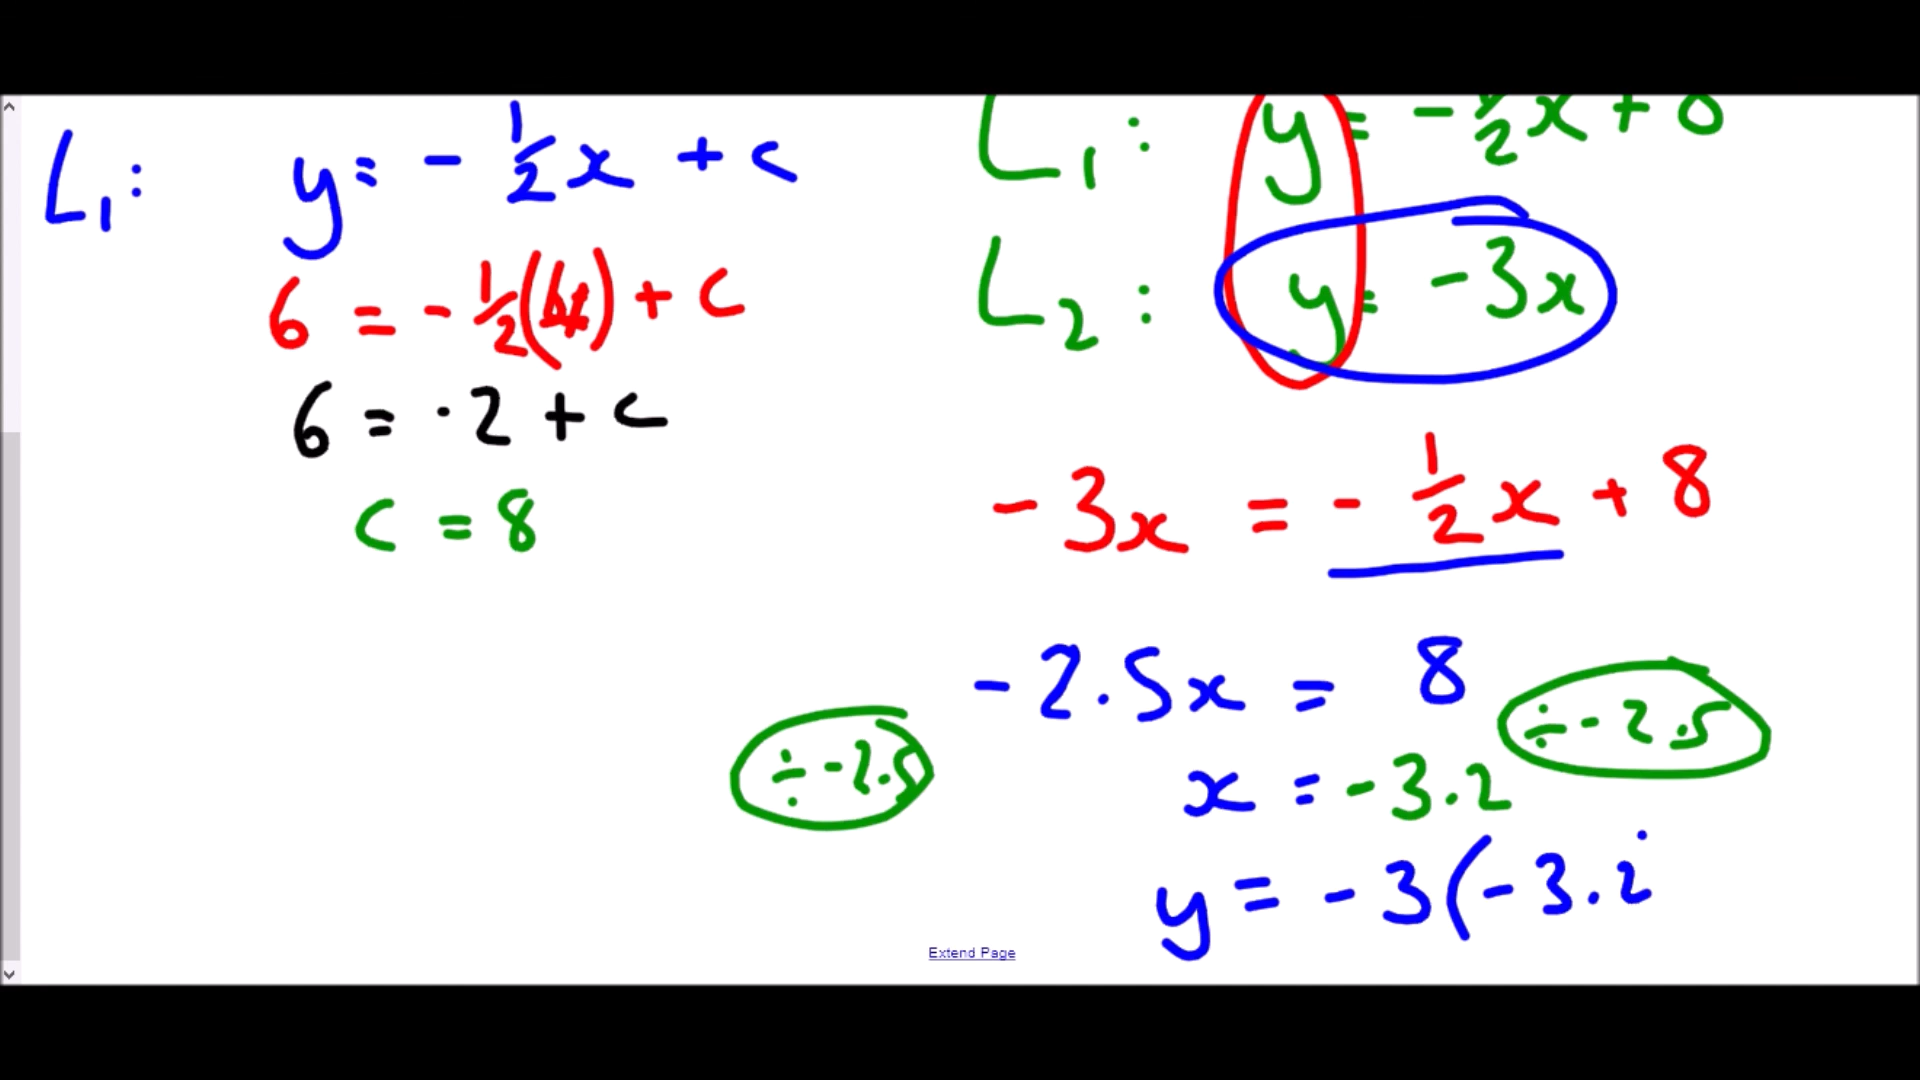 L₁: y = -½x + c
6 = -½( ) + c
6 = -2 + c
c = 8
L₁: y = -½x + 8
L₂: y = -3x
-3x = -½x + 8
-2.5x = 8
÷ -2.5
÷ -2.5
x = -3.2
y = -3(-3.2
Extend Page